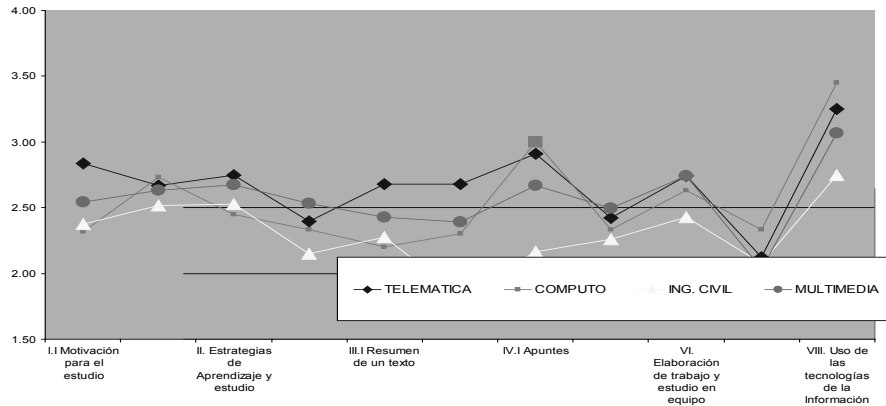 4.00
3.50
3.00
2.50
2.00
1.50
TELEMATICA
COMPUTO
ING. CIVIL
MULTIMEDIA
I.I Motivación
para el
estudio
II. Estrategias
de
Aprendizaje y
estudio
III.I Resumen
de un texto
IV.I Apuntes
VI.
Elaboración
de trabajo y
estudio en
equipo
VIII. Uso de
las
tecnologías
de la
Información